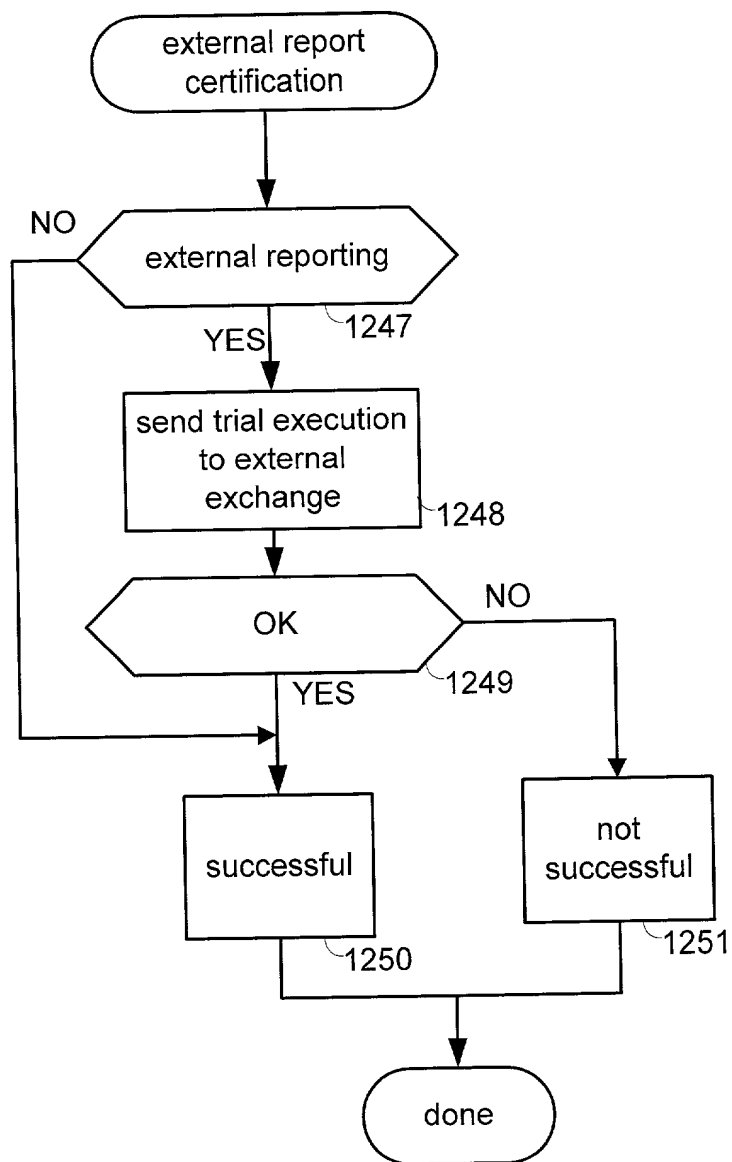 external report
certification
NO
external reporting
1247
YES
send trial execution
to external
exchange
1248
NO
OK
1249
YES
successful
1250
not
successful
1251
done